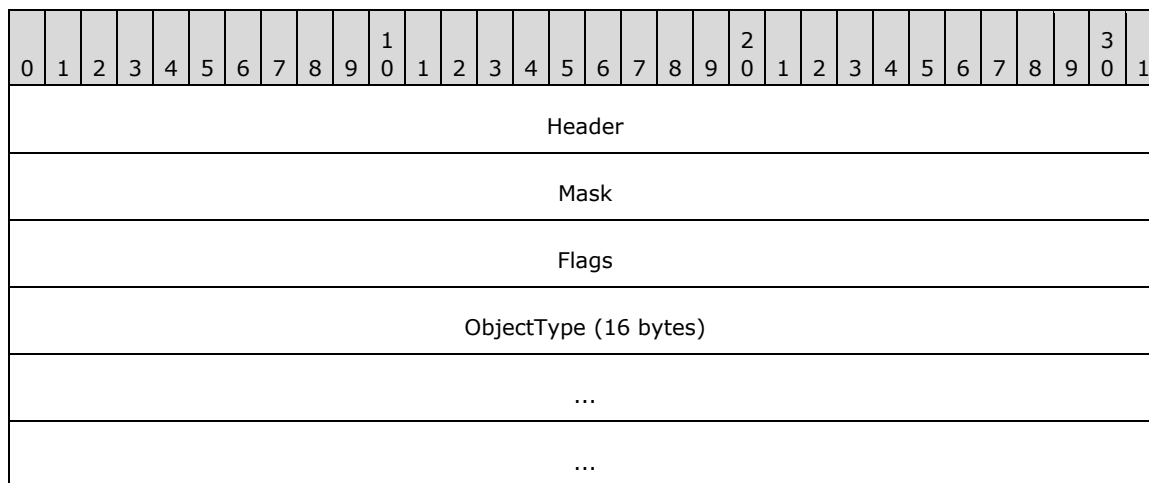 0 1 2 3 4 5 6 7 8 9 1 0 1 2 3 4 5 6 7 8 9 2 0 1 2 3 4 5 6 7 8 9 3 0 1
Header
Mask
Flags
ObjectType (16 bytes)
...
...